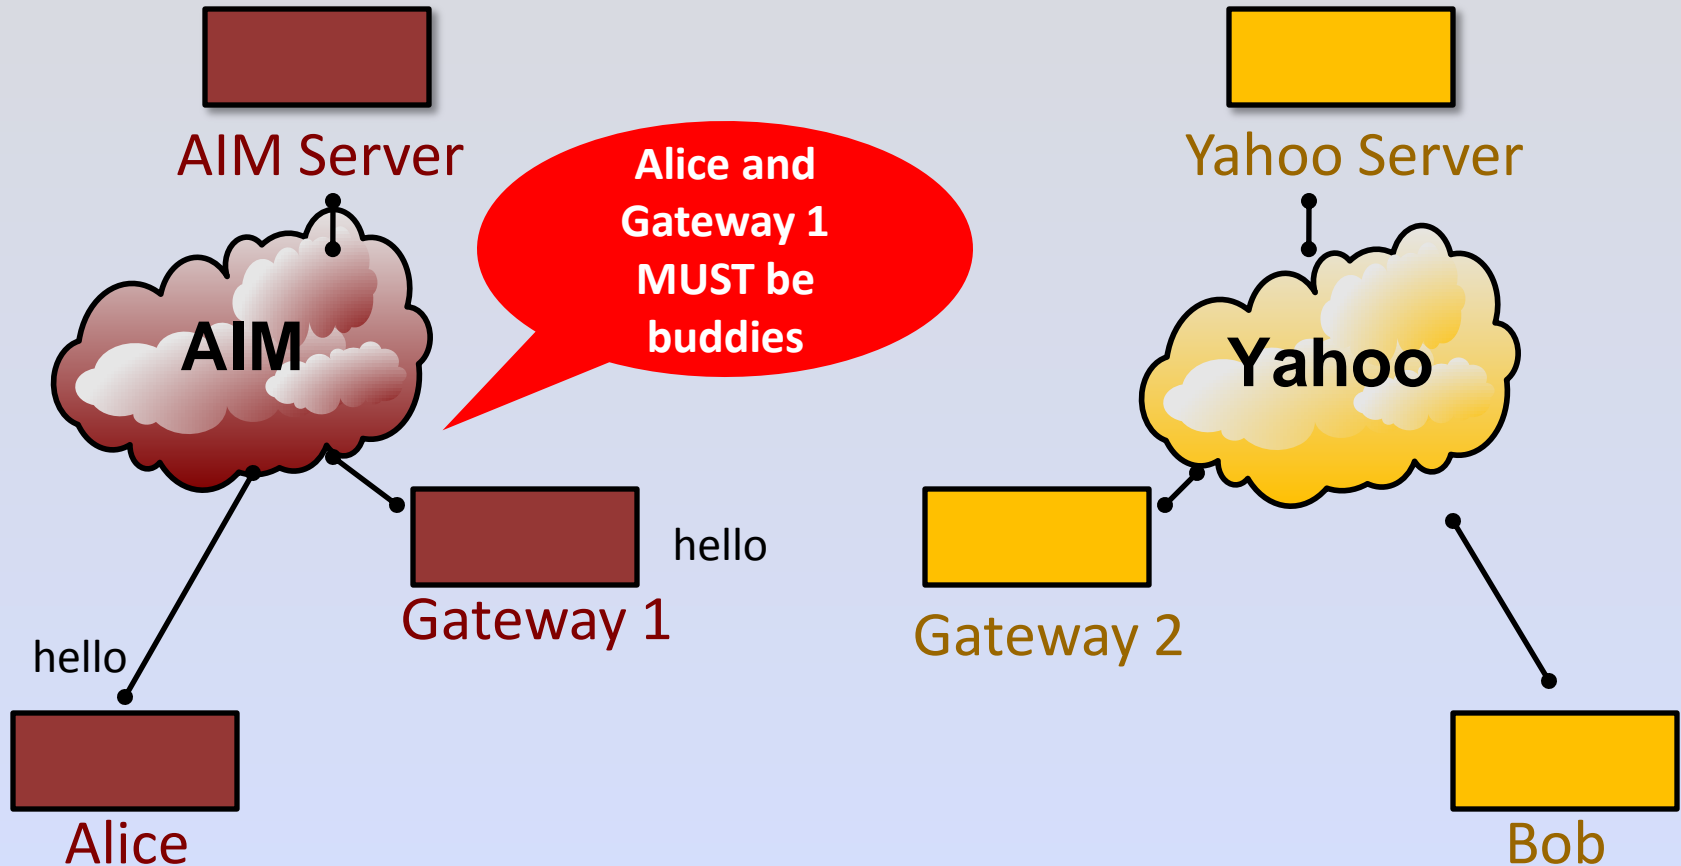 AIM Server
Yahoo Server
Alice and
Gateway 1
MUST be
buddies
AIM
Yahoo
hello
Gateway 1
Gateway 2
hello
Alice
Bob